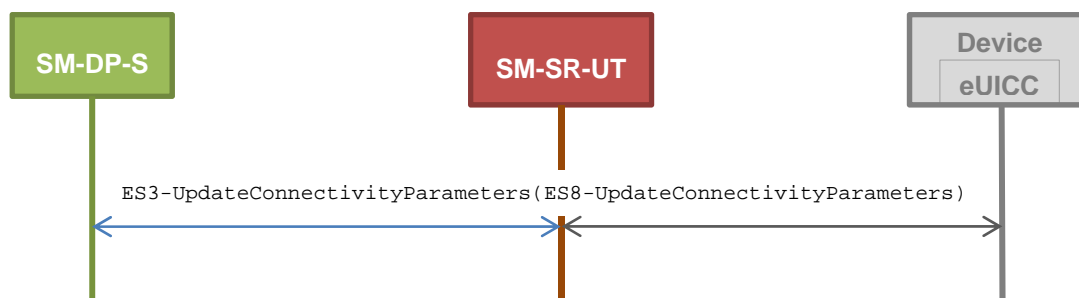 SM-DP-S
SM-SR-UT
Device
eUICC
ES3-UpdateConnectivityParameters(ES8-UpdateConnectivityParameters)